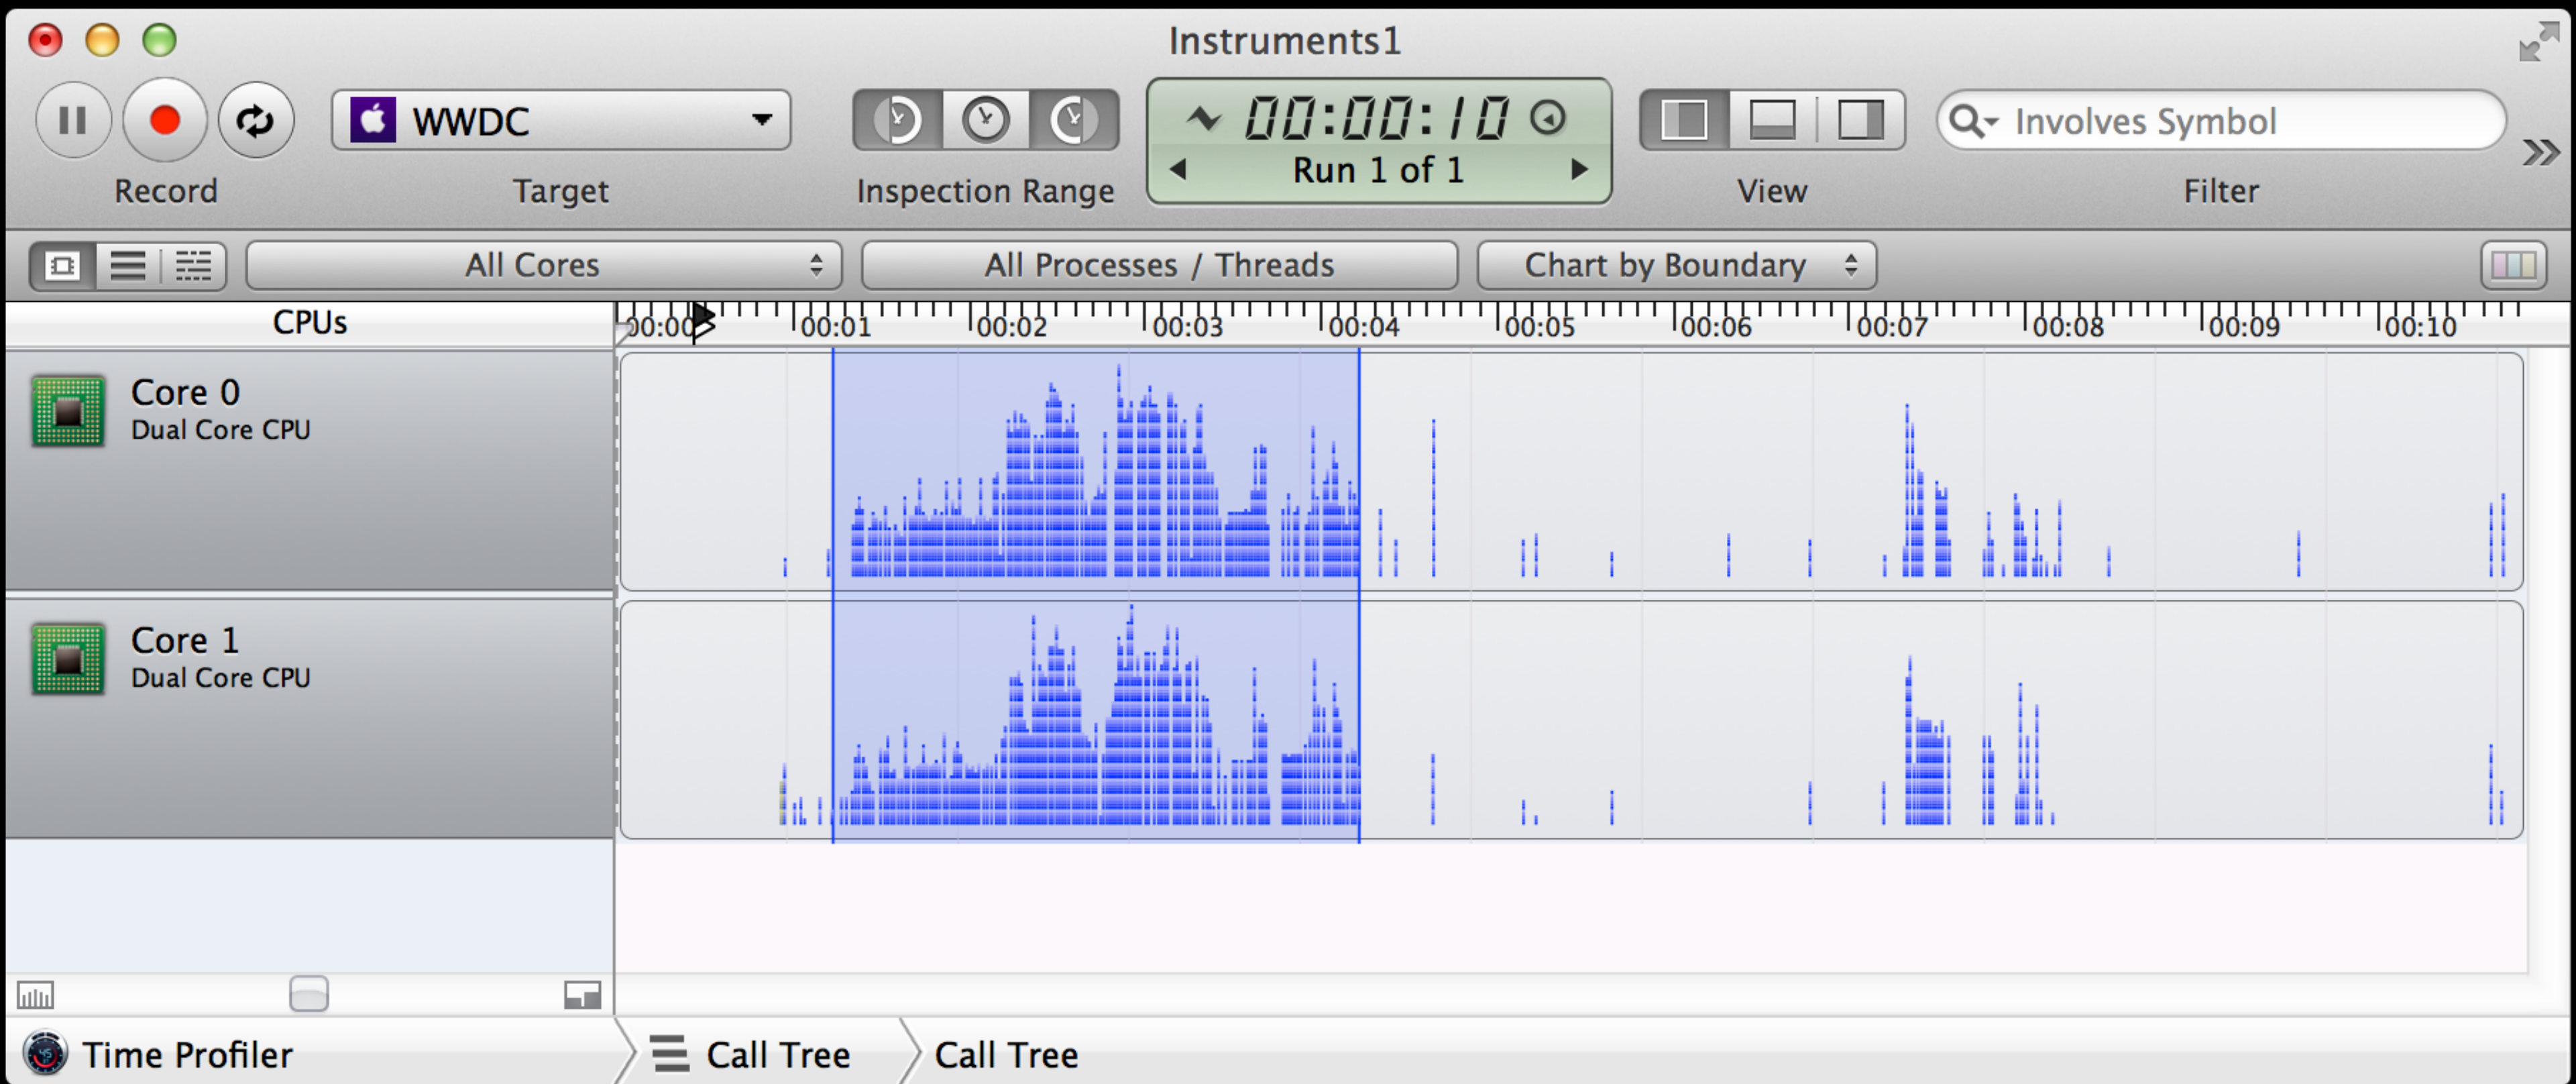 Instruments1
WWDC
00:00:10
Involves Symbol
Run 1 of 1
Record
Target
Inspection Range
View
Filter
All Cores
All Processes / Threads
Chart by Boundary
CPUs
00:00
00:01
00:02
00:03
00:04
00:05
00:06
00:07
00:08
00:09
00:10
Core 0
Dual Core CPU
Core 1
Dual Core CPU
Time Profiler
Call Tree
Call Tree